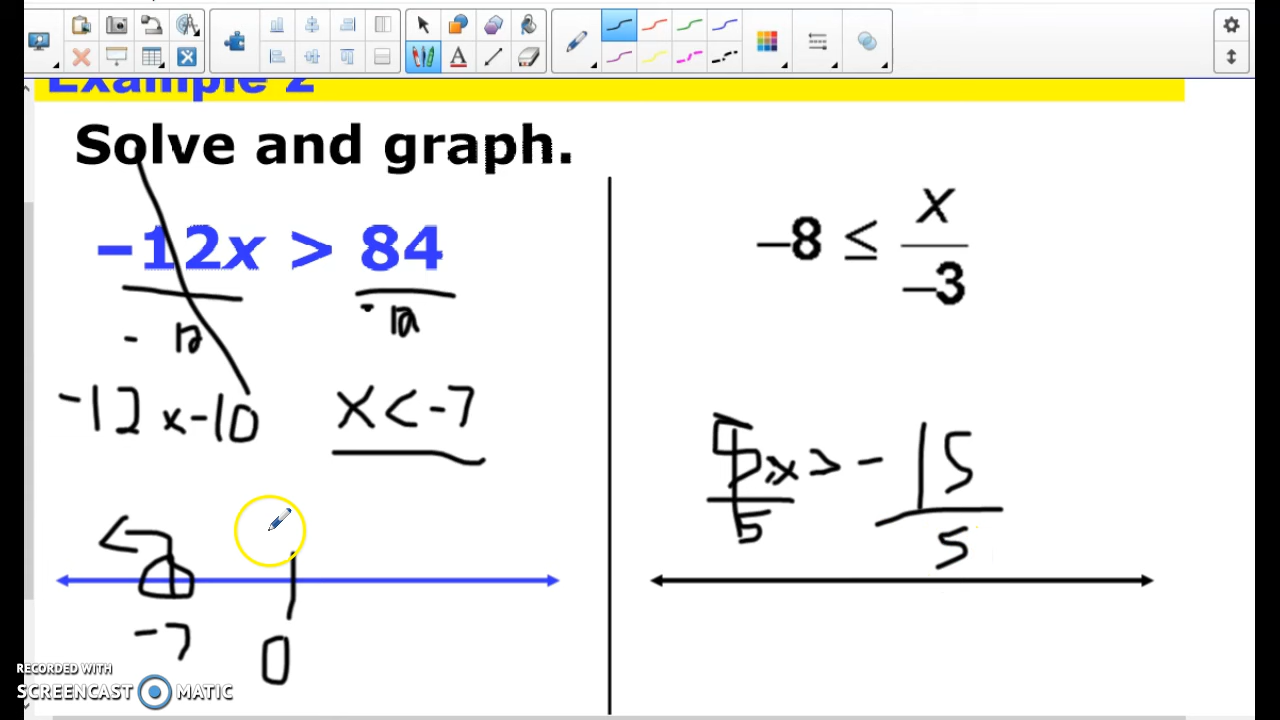 Example 2
Solve and graph.
−12x > 84
- 12
- 12
-12 x -10
x < -7
-7
0
−8 ≤ x
−3
x > - 15
5
5
RECORDED WITH
SCREENCAST MATIC